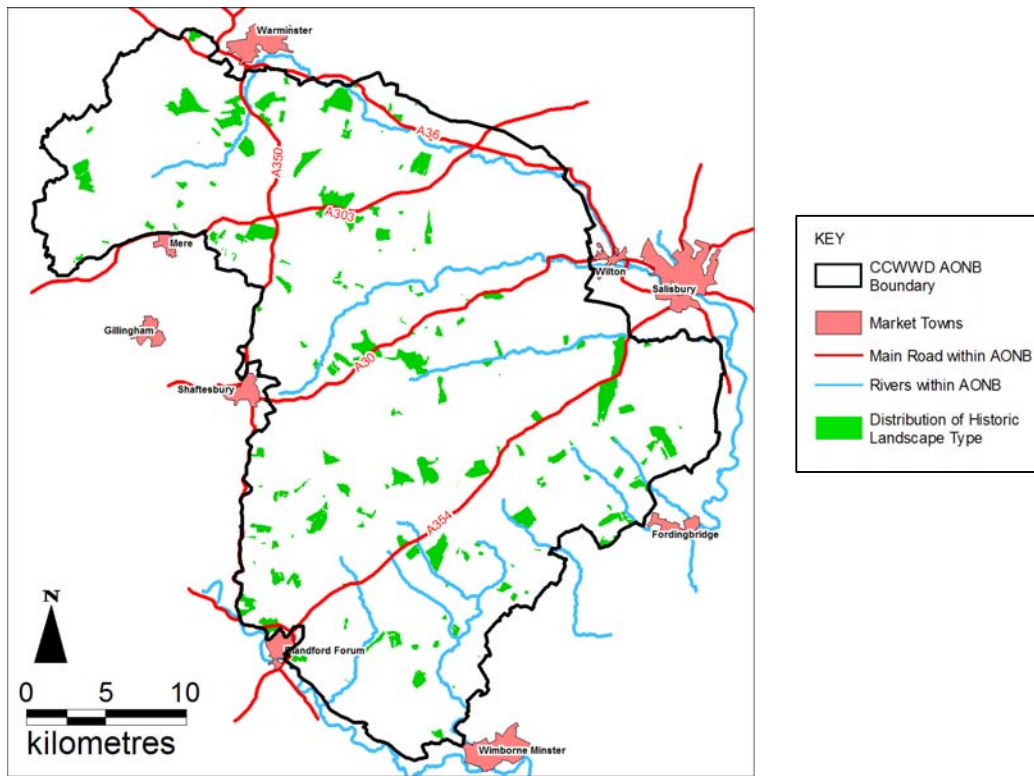 Warminster
A36
A350
A303
Mere
Wilton
Salisbury
Gillingham
A30
Shaftesbury
A354
Fordingbridge
N
Blandford Forum
0 5 10
kilometres
Wimborne Minster
KEY
CCWWD AONB
Boundary
Market Towns
Main Road within AONB
Rivers within AONB
Distribution of Historic
Landscape Type